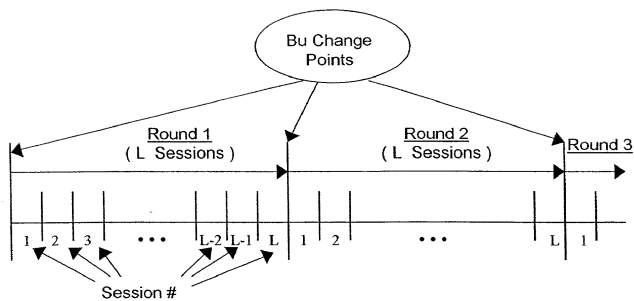 Bu Change
Points
Round 1
( L Sessions )
Round 2
( L Sessions )
Round 3
1 2 3 ••• L-2 L-1 L 1 2 ••• L 1
Session #